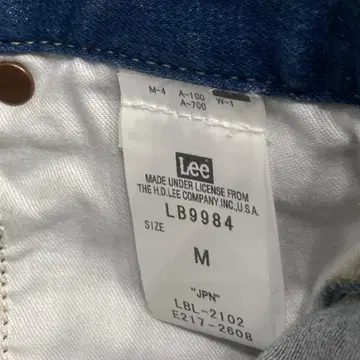 M-4 A-100 W-1
A-700
Lee
MADE UNDER LICENSE FROM
THE H.D.LEE COMPANY,INC.,U.S.A.
LB9984
SIZE
M
"JPN"
LBL-2102
E217-2608